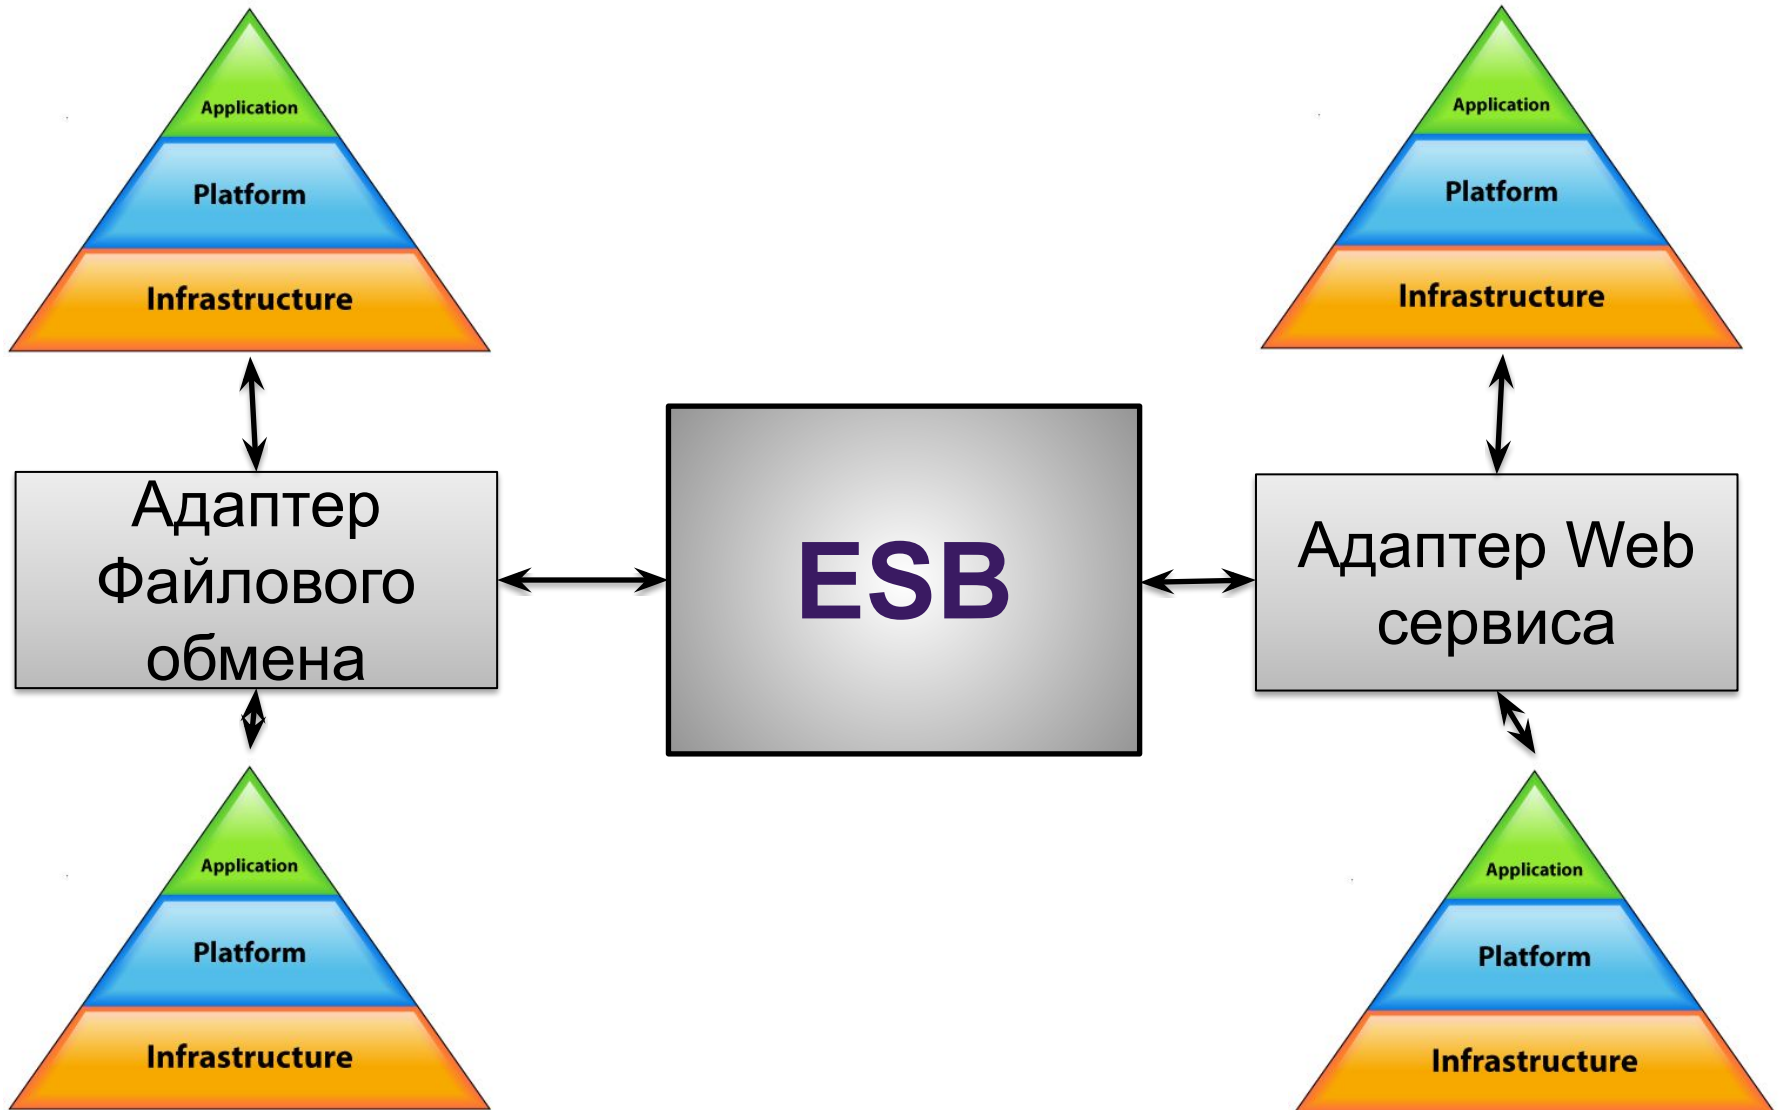 Application
Platform
Infrastructure
Application
Platform
Infrastructure
Адаптер
Файлового
обмена
ESB
Адаптер Web
сервиса
Application
Platform
Infrastructure
Application
Platform
Infrastructure